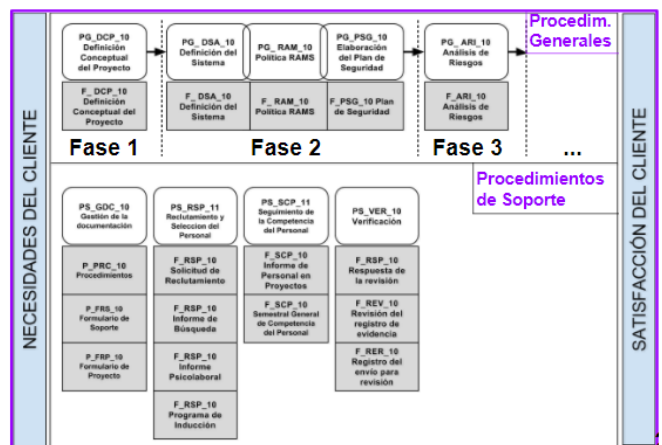 NECESIDADES DEL CLIENTE
Procedim.
Generales
PG_DCP_10
Definición
Conceptual
del Proyecto
PG_ DSA_10
Definición del
Sistema
PG_ RAM_10
Política RAMS
PG_PSG_10
Elaboración
del Plan de
Seguridad
PG_ ARI_10
Análisis de
Riesgos
F_ DCP_10
Definición
Conceptual del
Proyecto
F_ DSA_10
Definición del
Sistema
F_ RAM_10
Política RAMS
F_PSG_10 Plan
de Seguridad
F_ARI_10
Análisis de
Riesgos
Fase 1
Fase 2
Fase 3
...
Procedimientos
de Soporte
PS_GDC_10
Gestión de la
documentación
P_PRC_10
Procedimientos
P_FRS_10
Formulario de
Soporte
P_FRP_10
Formulario de
Proyecto
PS_RSP_11
Reclutamiento y
Seleccion del
Personal
F_RSP_10
Solicitud de
Reclutamiento
F_RSP_10
Informe de
Búsqueda
F_RSP_10
Informe
Psicolaboral
F_RSP_10
Programa de
Inducción
PS_SCP_11
Seguimiento de
la Competencia
del Personal
F_SCP_10
Informe de
Personal en
Proyectos
F_SCP_10
Semestral General
de Competencia
del Personal
PS_VER_10
Verificación
F_RSP_10
Respuesta de
la revisión
F_REV_10
Revisión del
registro de
evidencia
F_RER_10
Registro del
envío para
revisión
SATISFACCIÓN DEL CLIENTE